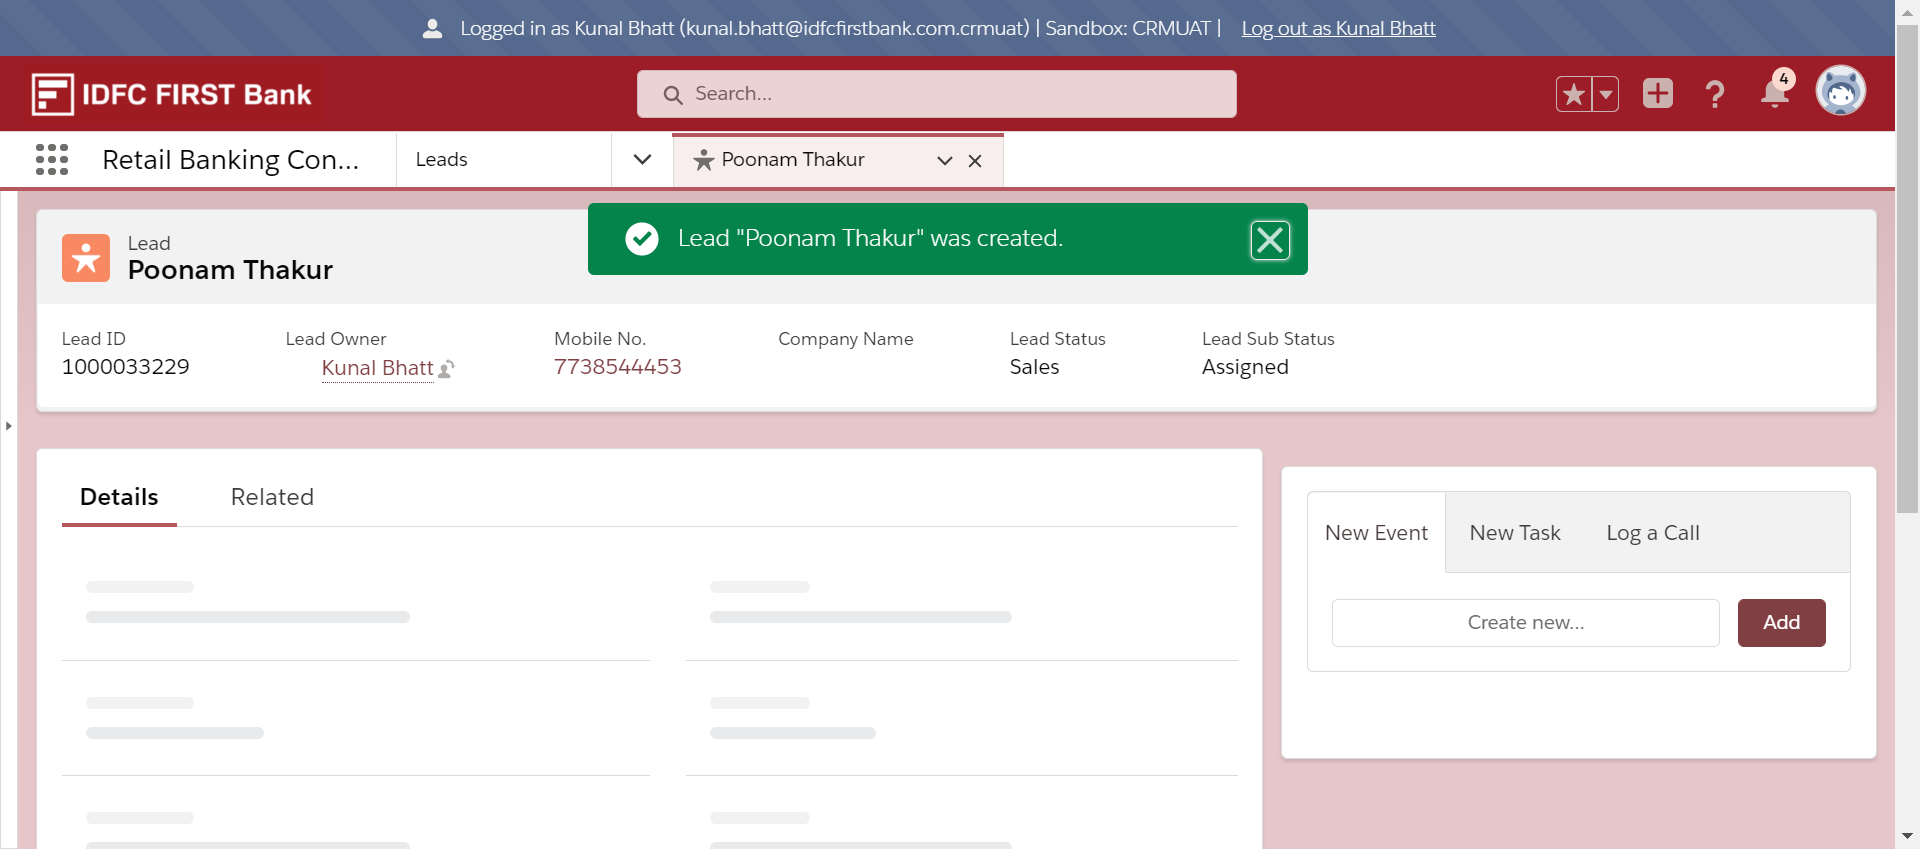 Logged in as Kunal Bhatt (kunal.bhatt@idfcfirstbank.com.crmuat) | Sandbox: CRMUAT | Log out as Kunal Bhatt
IDFC FIRST Bank
Search...
4
Retail Banking Con...
Leads
Poonam Thakur
Lead "Poonam Thakur" was created.
Lead
Poonam Thakur
Lead ID
1000033229
Lead Owner
Kunal Bhatt
Mobile No.
7738544453
Company Name
Lead Status
Sales
Lead Sub Status
Assigned
Details
Related
New Event
New Task
Log a Call
Create new...
Add